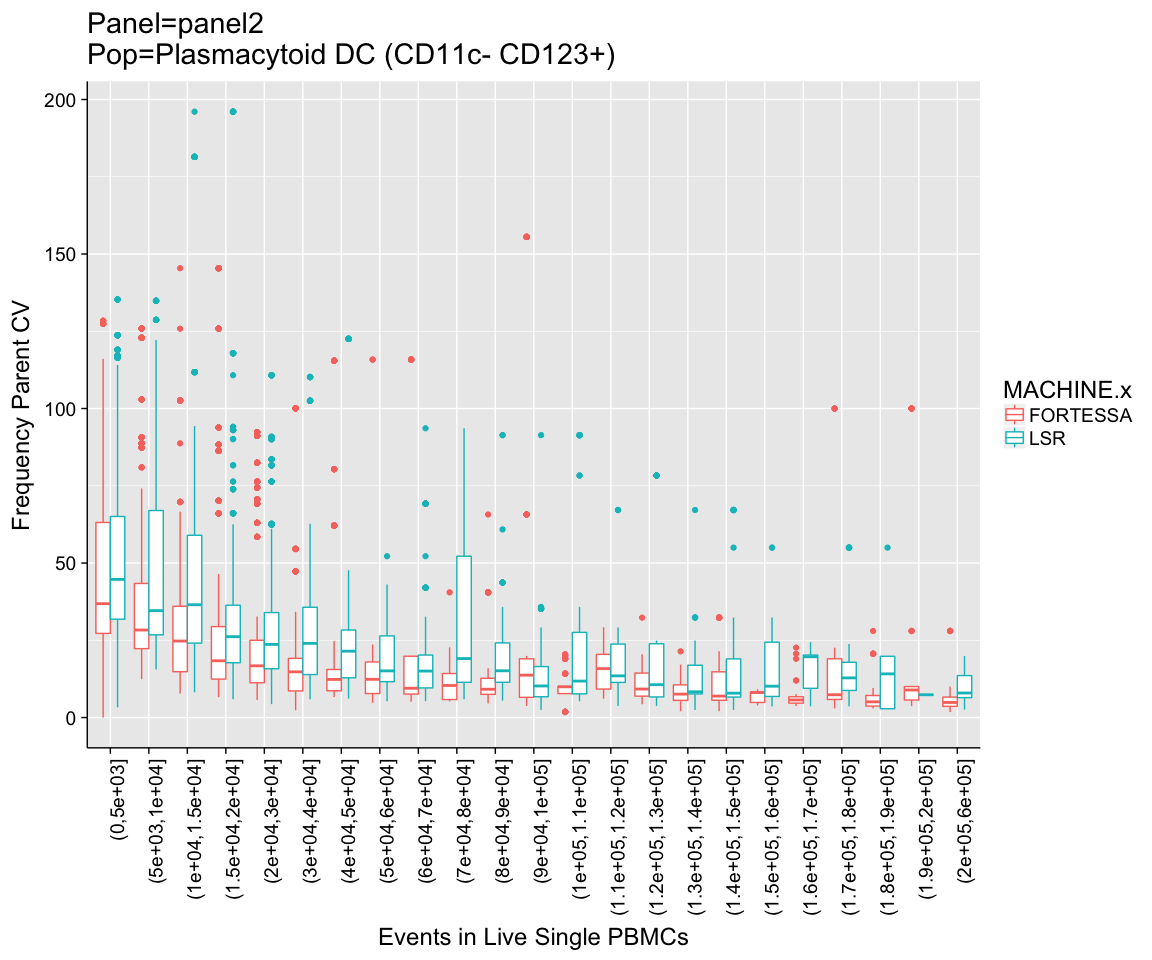 Panel=panel2
Pop=Plasmacytoid DC (CD11c- CD123+)
Frequency Parent CV
200
150
100
50
0
(0,5e+03]
(5e+03,1e+04]
(1e+04,1.5e+04]
(1.5e+04,2e+04]
(2e+04,3e+04]
(3e+04,4e+04]
(4e+04,5e+04]
(5e+04,6e+04]
(6e+04,7e+04]
(7e+04,8e+04]
(8e+04,9e+04]
(9e+04,1e+05]
(1e+05,1.1e+05]
(1.1e+05,1.2e+05]
(1.2e+05,1.3e+05]
(1.3e+05,1.4e+05]
(1.4e+05,1.5e+05]
(1.5e+05,1.6e+05]
(1.6e+05,1.7e+05]
(1.7e+05,1.8e+05]
(1.8e+05,1.9e+05]
(1.9e+05,2e+05]
(2e+05,6e+05]
Events in Live Single PBMCs
MACHINE.x
FORTESSA
LSR